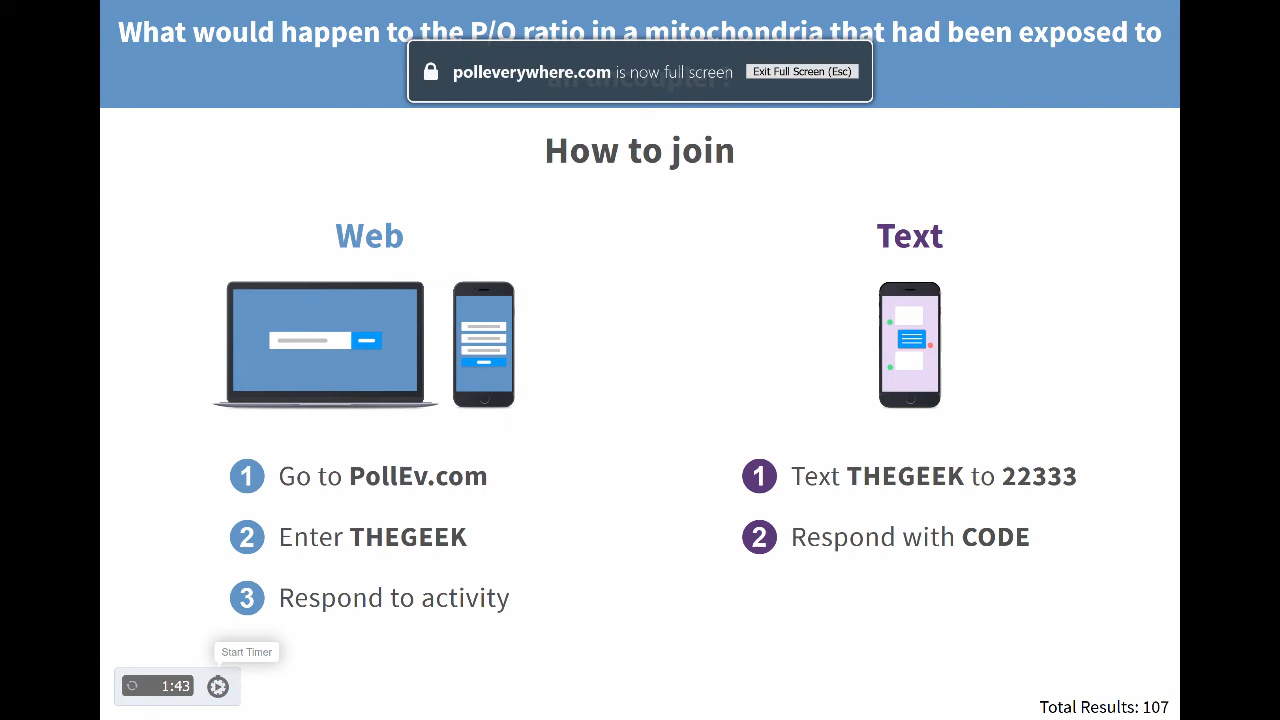 What would happen to the P/O ratio in a mitochondria that had been exposed to
an uncoupler?
polleverywhere.com is now full screen
Exit Full Screen (Esc)
How to join
Web
Text
1 Go to PollEv.com
2 Enter THEGEEK
3 Respond to activity
1 Text THEGEEK to 22333
2 Respond with CODE
Start Timer
1:43
Total Results: 107